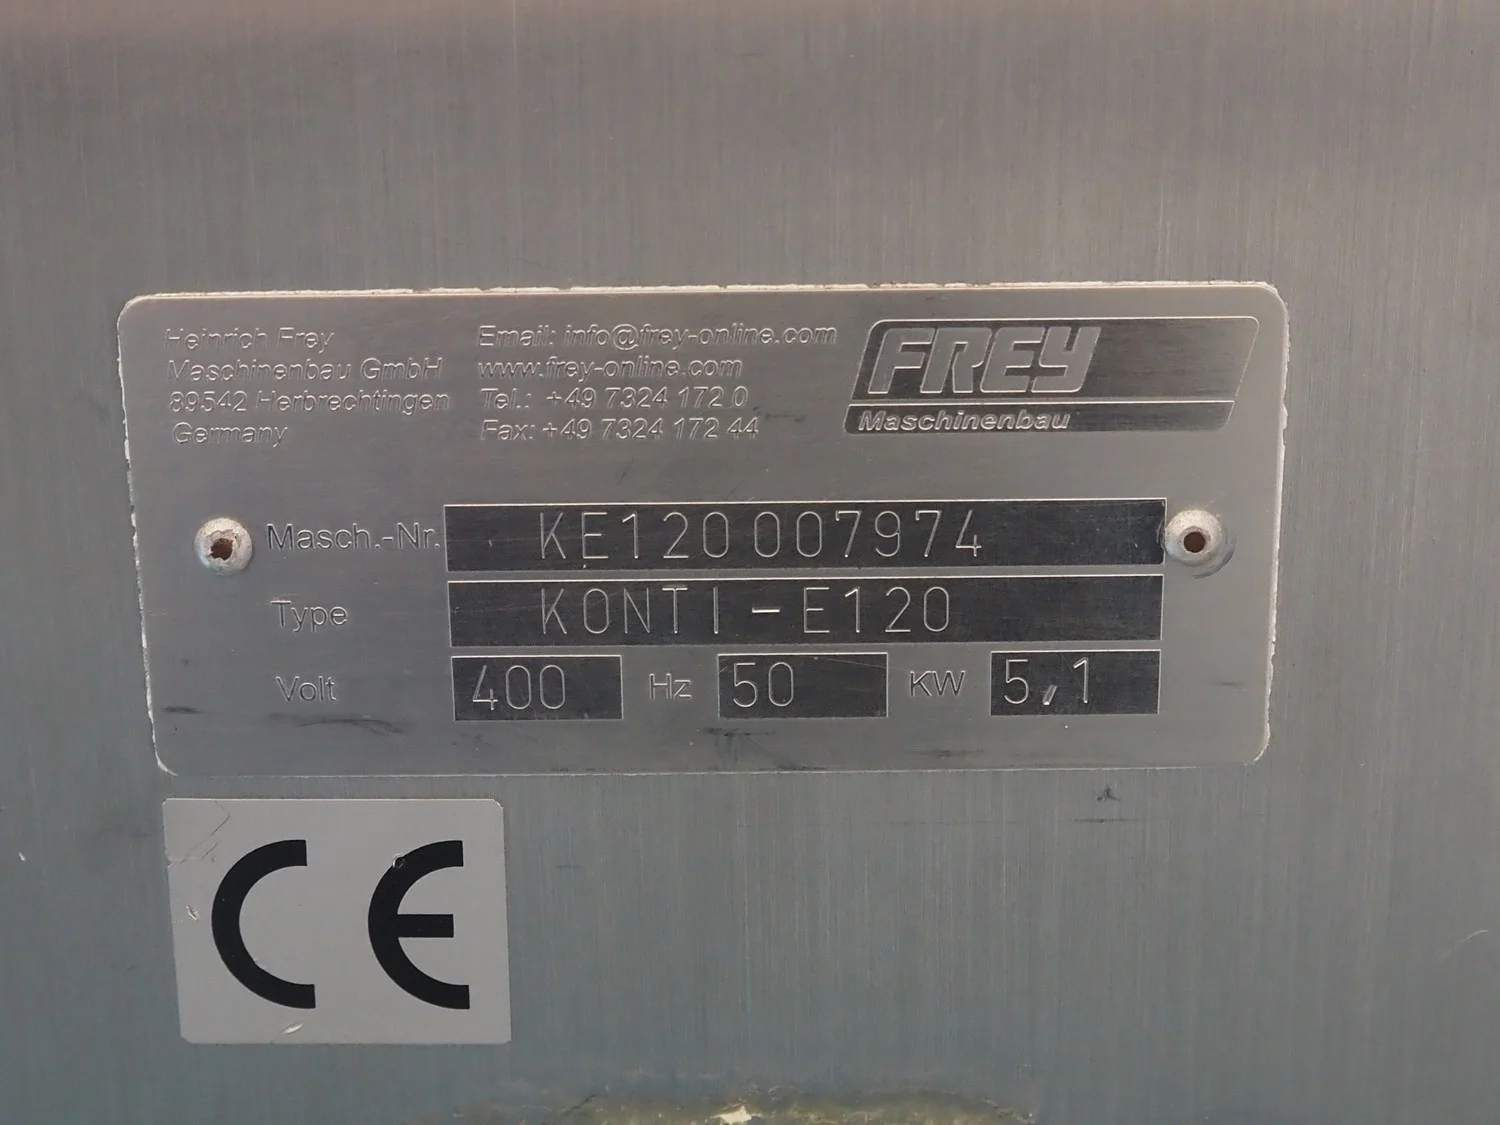 Heinrich Frey
Maschinenbau GmbH
89542 Herbrechtingen
Germany
Email: info@frey-online.com
www.frey-online.com
Tel.: +49 7324 172 0
Fax: +49 7324 172 44
FREY
Maschinenbau
Masch.-Nr. KE120007974
Type KONTI-E120
Volt 400 Hz 50 KW 5,1
CE